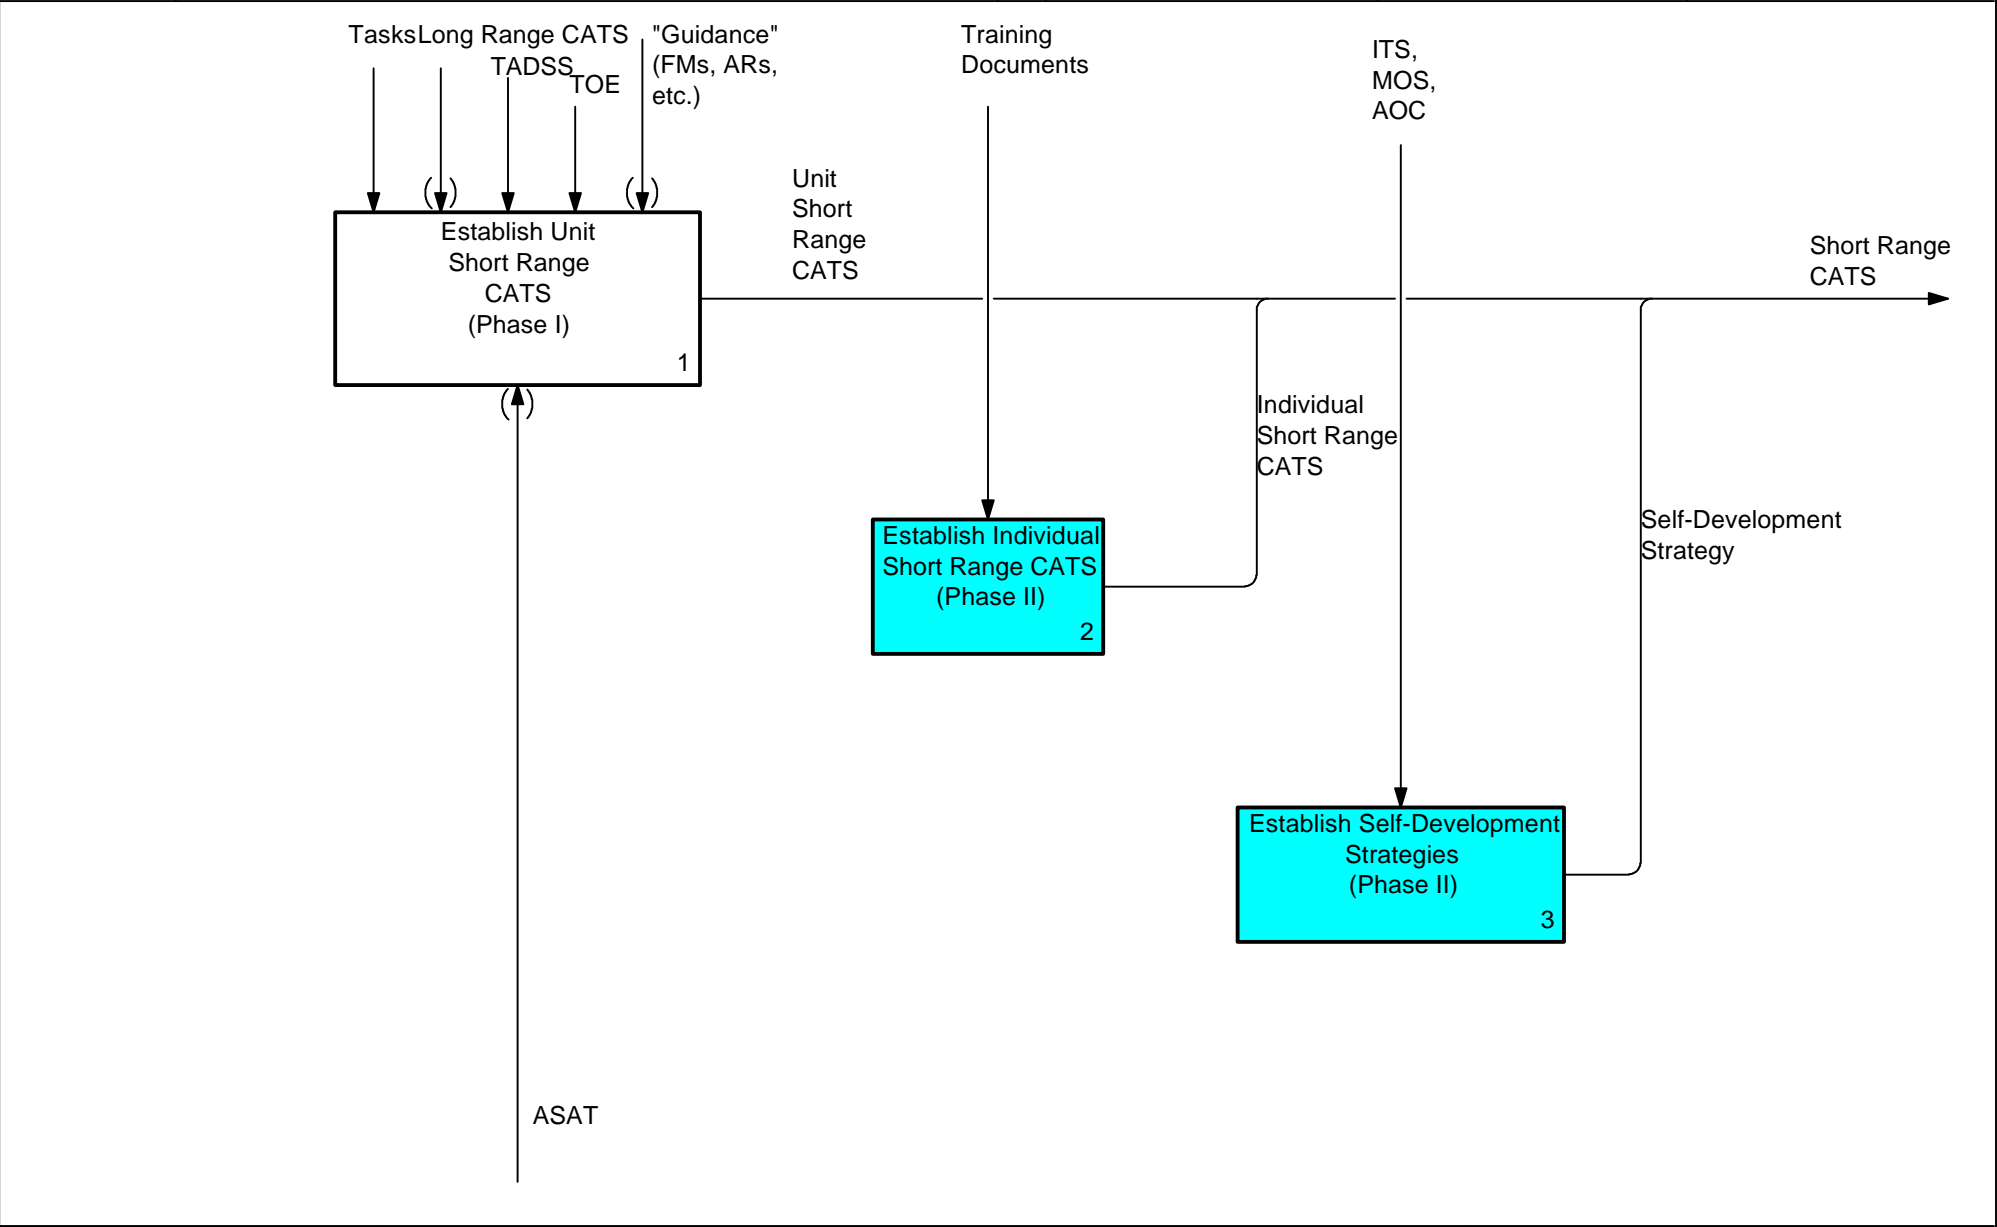 Tasks
Long Range CATS
TADSS
TOE
"Guidance"
(FMs, ARs,
etc.)
Training
Documents
ITS,
MOS,
AOC
Unit
Short
Range
CATS
Short Range
CATS
Establish Unit
Short Range
CATS
(Phase I)
1
Individual
Short Range
CATS
Establish Individual
Short Range CATS
(Phase II)
2
Self-Development
Strategy
Establish Self-Development
Strategies
(Phase II)
3
ASAT